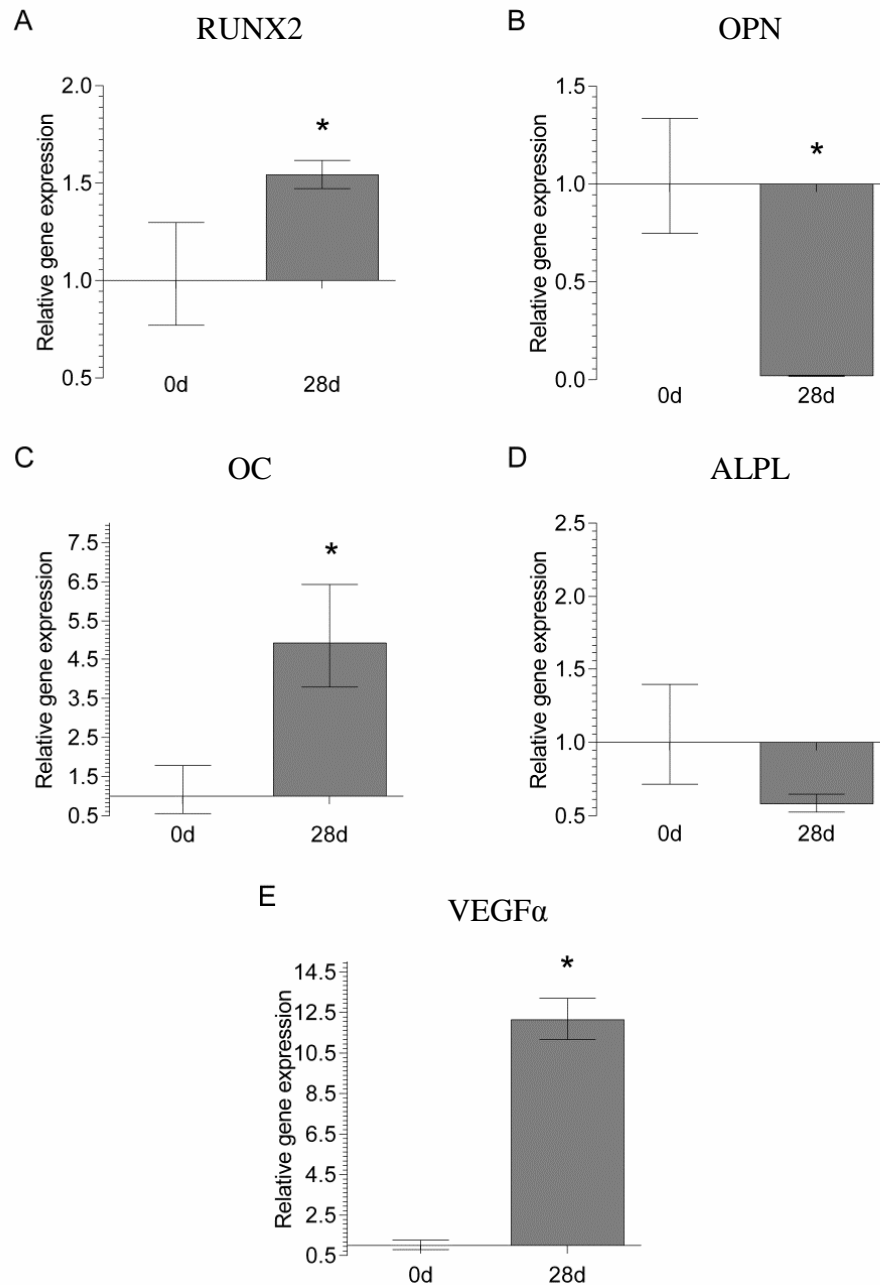 A
RUNX2
Relative gene expression
2.0
1.5
1.0
0.5
*
0d
28d
B
OPN
Relative gene expression
1.5
1.0
0.5
0.0
*
0d
28d
C
OC
Relative gene expression
7.5
6.5
5.5
4.5
3.5
2.5
1.5
0.5
*
0d
28d
D
ALPL
Relative gene expression
2.5
2.0
1.5
1.0
0.5
0d
28d
E
VEGFα
Relative gene expression
14.5
12.5
10.5
8.5
6.5
4.5
2.5
0.5
*
0d
28d